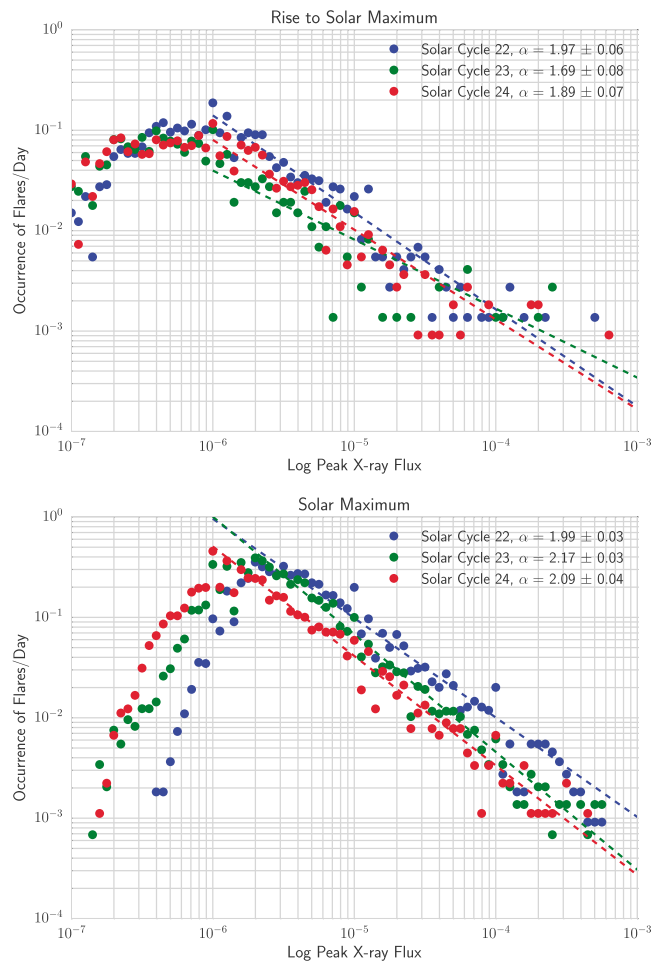 Rise to Solar Maximum
Solar Cycle 22, α = 1.97 ± 0.06
Solar Cycle 23, α = 1.69 ± 0.08
Solar Cycle 24, α = 1.89 ± 0.07
Occurrence of Flares/Day
10⁰
10⁻¹
10⁻²
10⁻³
10⁻⁴
10⁻⁷ 10⁻⁶ 10⁻⁵ 10⁻⁴ 10⁻³
Log Peak X-ray Flux
Solar Maximum
Solar Cycle 22, α = 1.99 ± 0.03
Solar Cycle 23, α = 2.17 ± 0.03
Solar Cycle 24, α = 2.09 ± 0.04
Occurrence of Flares/Day
10⁰
10⁻¹
10⁻²
10⁻³
10⁻⁴
10⁻⁷ 10⁻⁶ 10⁻⁵ 10⁻⁴ 10⁻³
Log Peak X-ray Flux